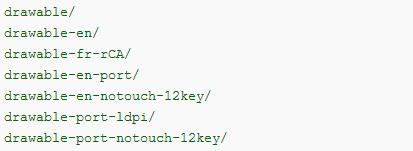 drawable/
drawable-en/
drawable-fr-rCA/
drawable-en-port/
drawable-en-notouch-12key/
drawable-port-ldpi/
drawable-port-notouch-12key/